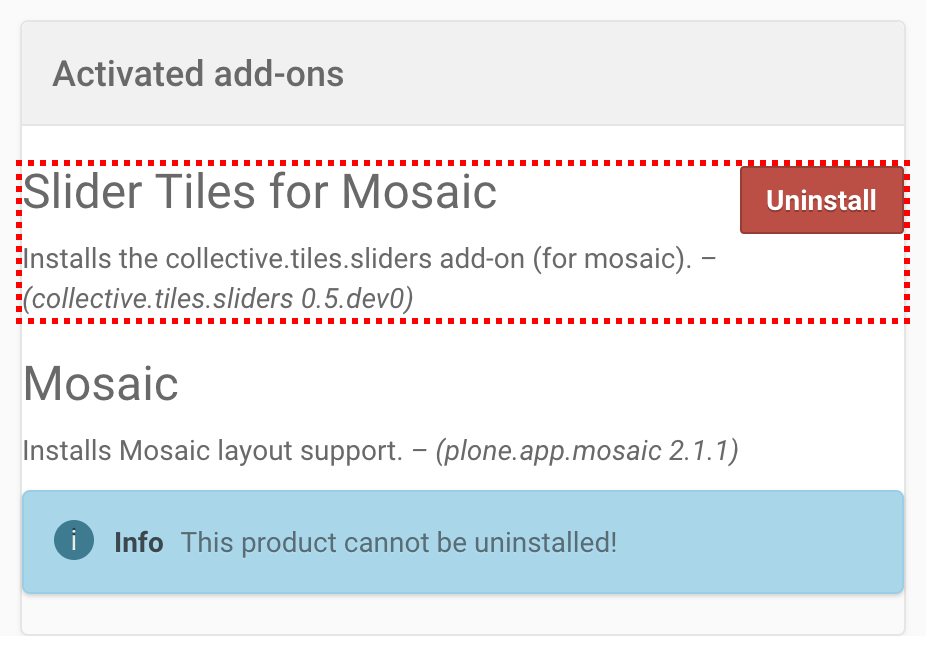 Activated add-ons
Slider Tiles for Mosaic
Uninstall
Installs the collective.tiles.sliders add-on (for mosaic). –
(collective.tiles.sliders 0.5.dev0)
Mosaic
Installs Mosaic layout support. – (plone.app.mosaic 2.1.1)
i Info This product cannot be uninstalled!